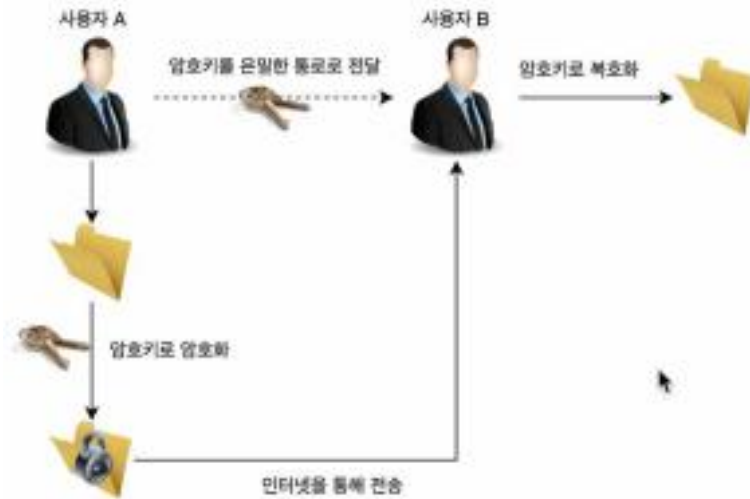 사용자 A
사용자 B
암호키를 은밀한 통로로 전달
암호키로 복호화
암호키로 암호화
인터넷을 통해 전송